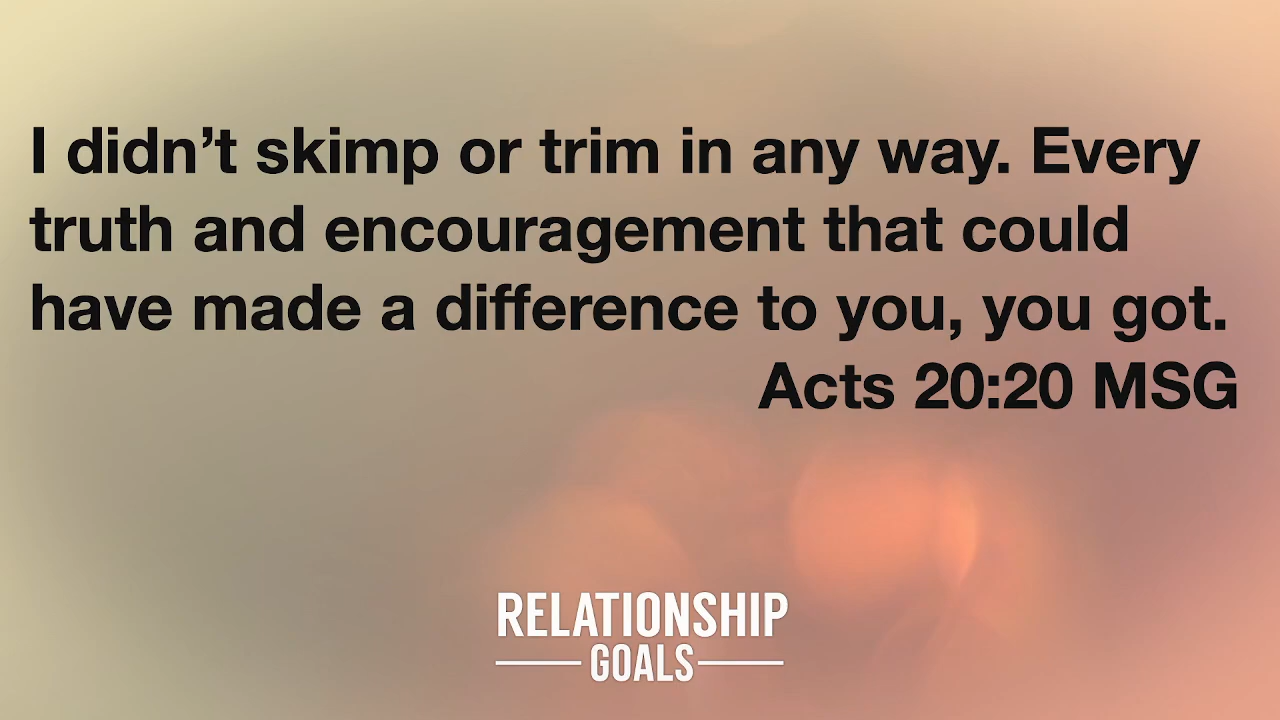 I didn’t skimp or trim in any way. Every
truth and encouragement that could
have made a difference to you, you got.
Acts 20:20 MSG
RELATIONSHIP
GOALS